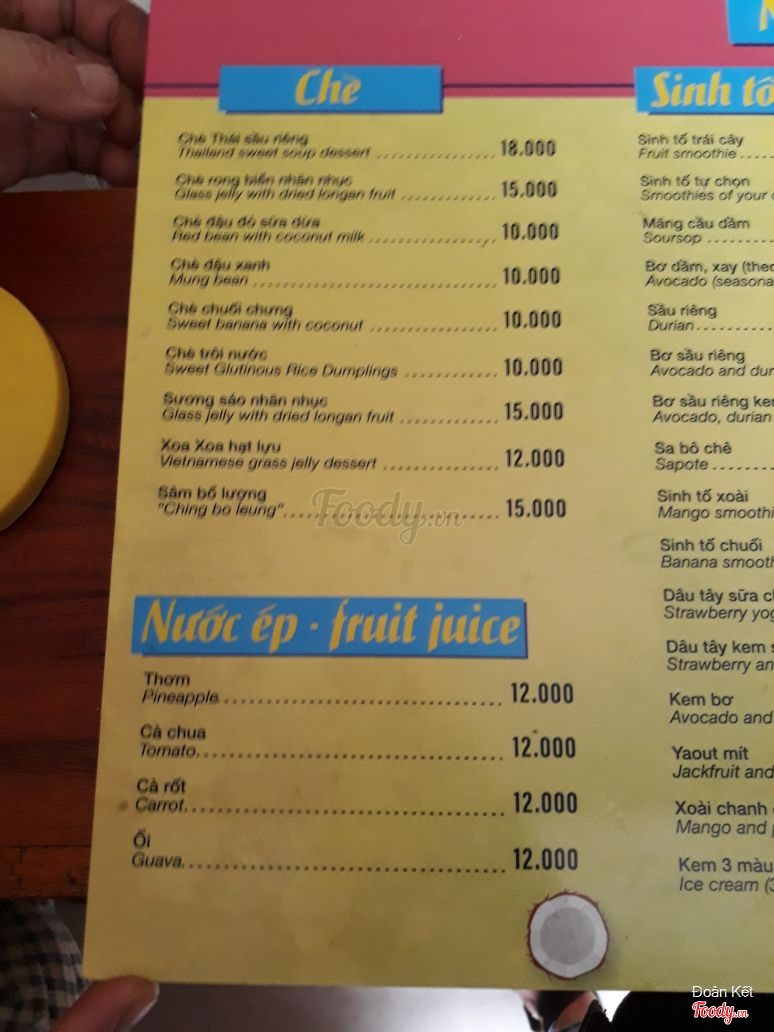 Chè
Chè Thái sầu riêng
Thailand sweet soup dessert 18.000
Chè rong biển nhãn nhục
Glass jelly with dried longan fruit 15.000
Chè đậu đỏ sữa dừa
Red bean with coconut milk 10.000
Chè đậu xanh
Mung bean 10.000
Chè chuối chưng
Sweet banana with coconut 10.000
Chè trôi nước
Sweet Glutinous Rice Dumplings 10.000
Sương sáo nhãn nhục
Glass jelly with dried longan fruit 15.000
Xoa Xoa hạt lựu
Vietnamese grass jelly dessert 12.000
Sâm bổ lượng
"Ching bo leung" 15.000
Foody.vn
Nước ép - fruit juice
Thơm
Pineapple 12.000
Cà chua
Tomato 12.000
Cà rốt
Carrot 12.000
Ổi
Guava 12.000
Sinh tố
Sinh tố trái cây
Fruit smoothie
Sinh tố tự chọn
Smoothies of your
Mãng cầu dầm
Soursop
Bơ dầm, xay
Avocado
Sầu riêng
Durian
Bơ sầu riêng
Avocado and
Bơ sầu riêng
Avocado, durian
Sa bô chê
Sapote
Sinh tố xoài
Mango
Sinh tố chuối
Banana
Dâu tây sữa
Strawberry
Dâu tây kem
Strawberry
Kem bơ
Avocado and
Yaout mít
Jackfruit and
Xoài chanh
Mango and
Kem 3 màu
Ice cream
Đoàn Kết
Foody.vn